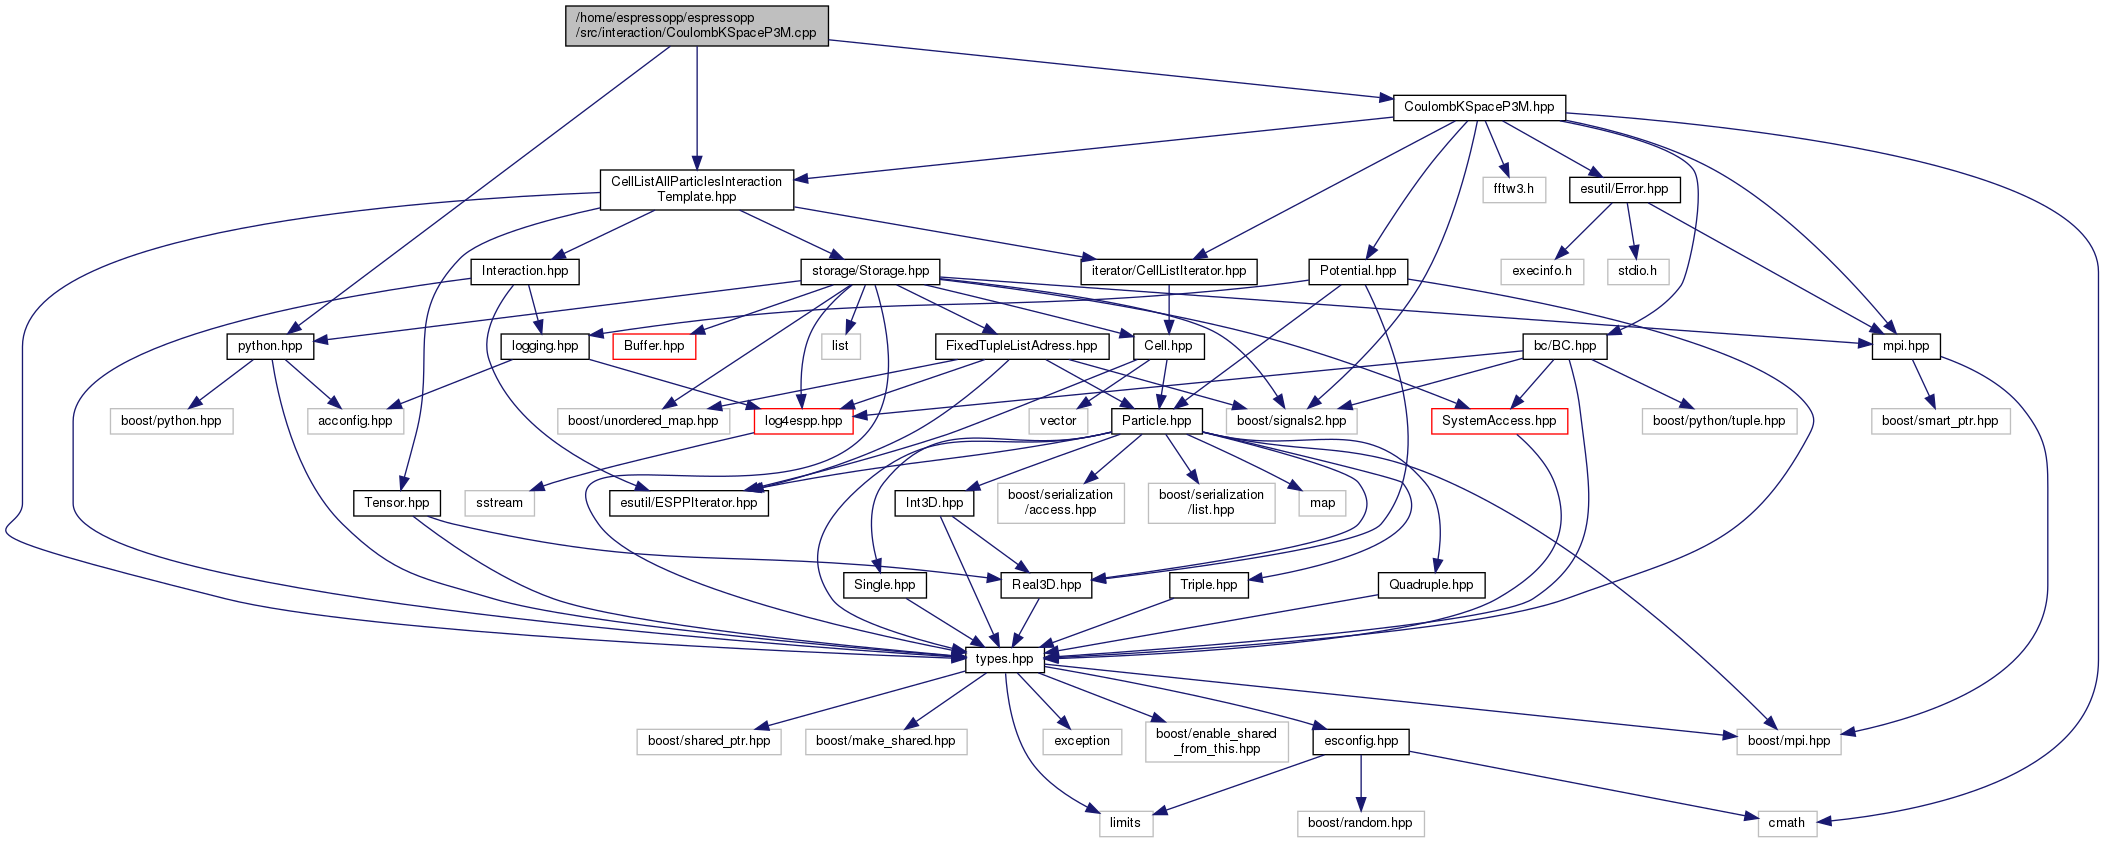 /home/espressopp/espressopp
/src/interaction/CoulombKSpaceP3M.cpp
CoulombKSpaceP3M.hpp
CellListAllParticlesInteraction
Template.hpp
fftw3.h
esutil/Error.hpp
Interaction.hpp
storage/Storage.hpp
iterator/CellListIterator.hpp
Potential.hpp
execinfo.h
stdio.h
python.hpp
logging.hpp
Buffer.hpp
list
FixedTupleListAdress.hpp
Cell.hpp
bc/BC.hpp
mpi.hpp
boost/python.hpp
acconfig.hpp
boost/unordered_map.hpp
log4espp.hpp
vector
Particle.hpp
boost/signals2.hpp
SystemAccess.hpp
boost/python/tuple.hpp
boost/smart_ptr.hpp
Tensor.hpp
sstream
esutil/ESPPIterator.hpp
Int3D.hpp
boost/serialization
/access.hpp
boost/serialization
/list.hpp
map
Single.hpp
Real3D.hpp
Triple.hpp
Quadruple.hpp
types.hpp
boost/shared_ptr.hpp
boost/make_shared.hpp
exception
boost/enable_shared
_from_this.hpp
esconfig.hpp
boost/mpi.hpp
limits
boost/random.hpp
cmath